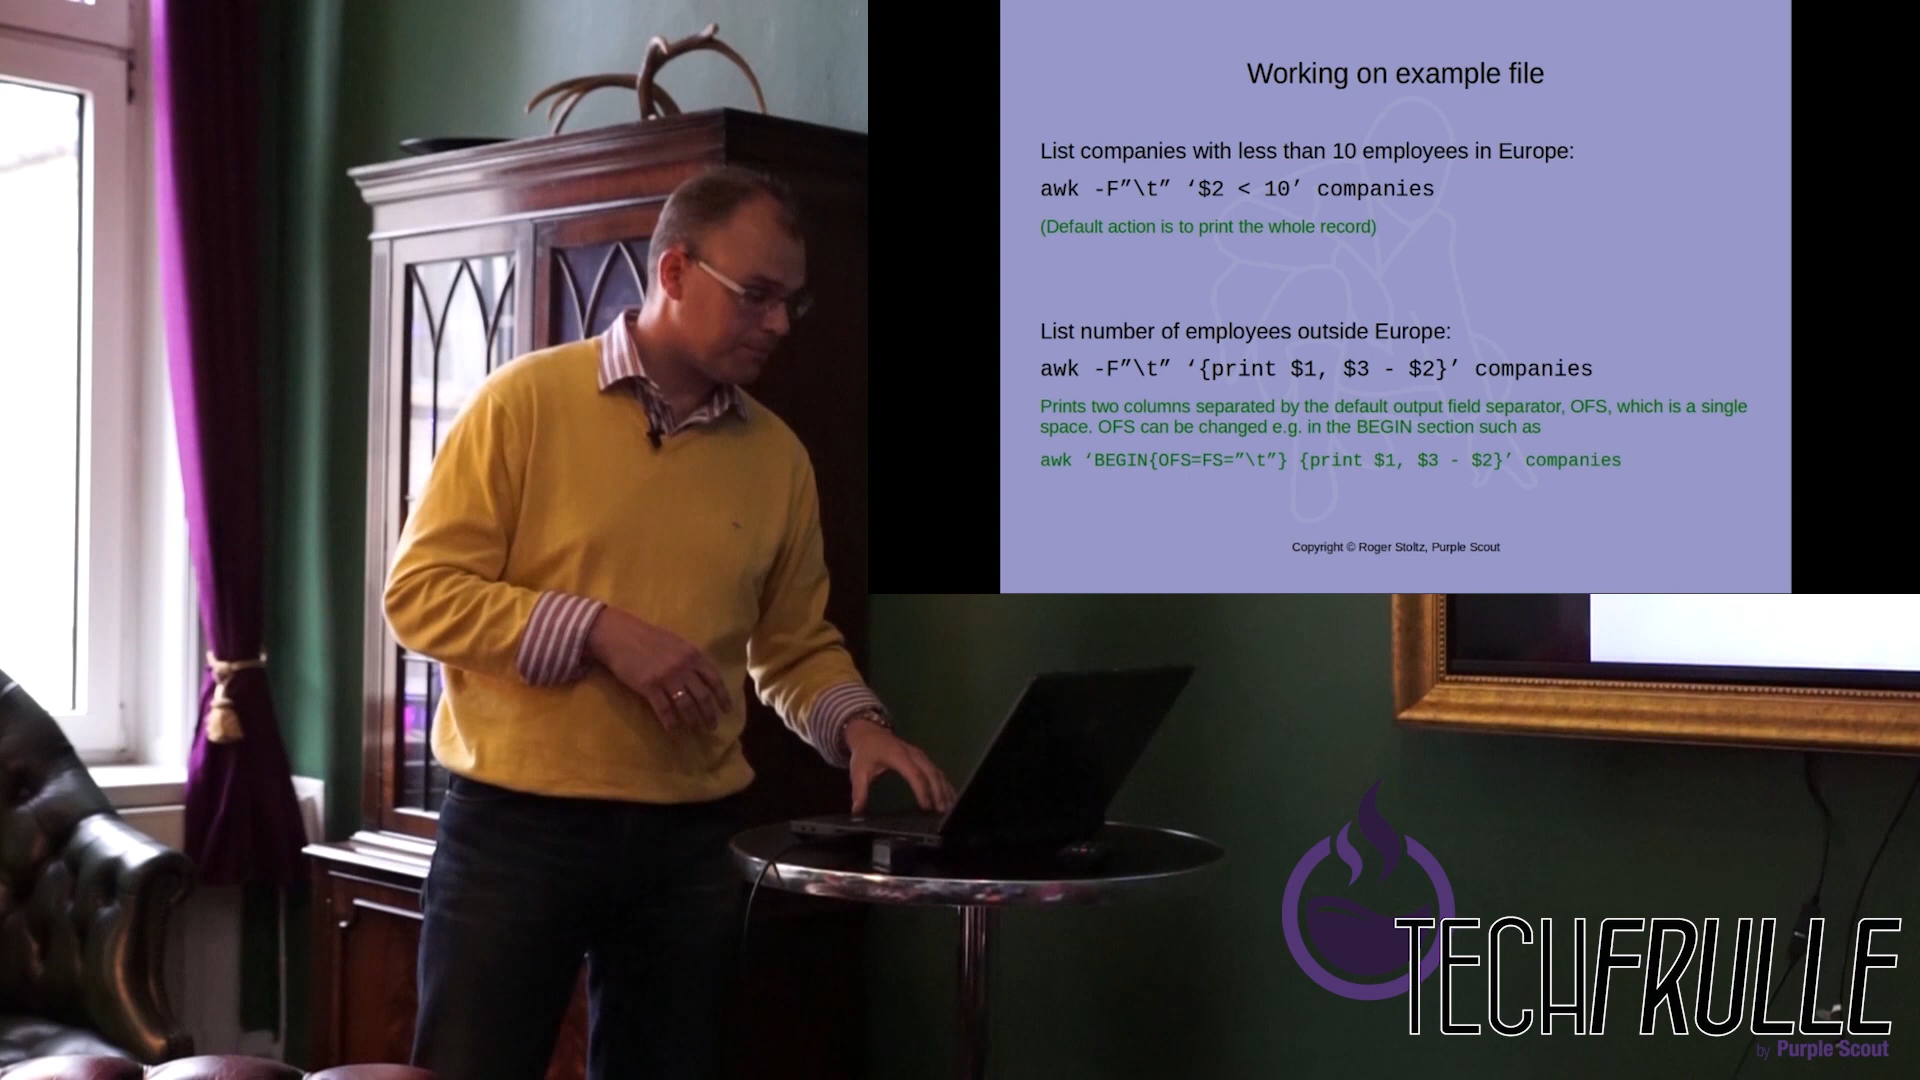 Working on example file
List companies with less than 10 employees in Europe:
awk -F”\t” ‘$2 < 10’ companies
(Default action is to print the whole record)
List number of employees outside Europe:
awk -F”\t” ‘{print $1, $3 - $2}’ companies
Prints two columns separated by the default output field separator, OFS, which is a single
space. OFS can be changed e.g. in the BEGIN section such as
awk ‘BEGIN{OFS=FS=”\t”} {print $1, $3 - $2}’ companies
Copyright © Roger Stoltz, Purple Scout
TECHFRULLE
by Purple Scout